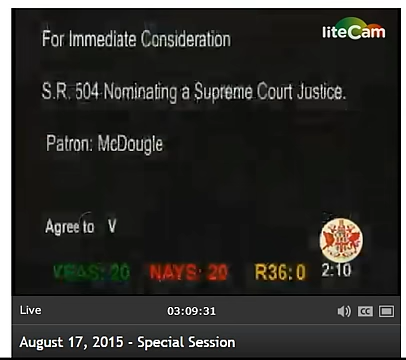 liteCam
For Immediate Consideration
S.R. 504 Nominating a Supreme Court Justice.
Patron: McDougle
Agree to V
YEAS: 20 NAYS: 20 R36: 0 2:10
Live 03:09:31 CC
August 17, 2015 - Special Session